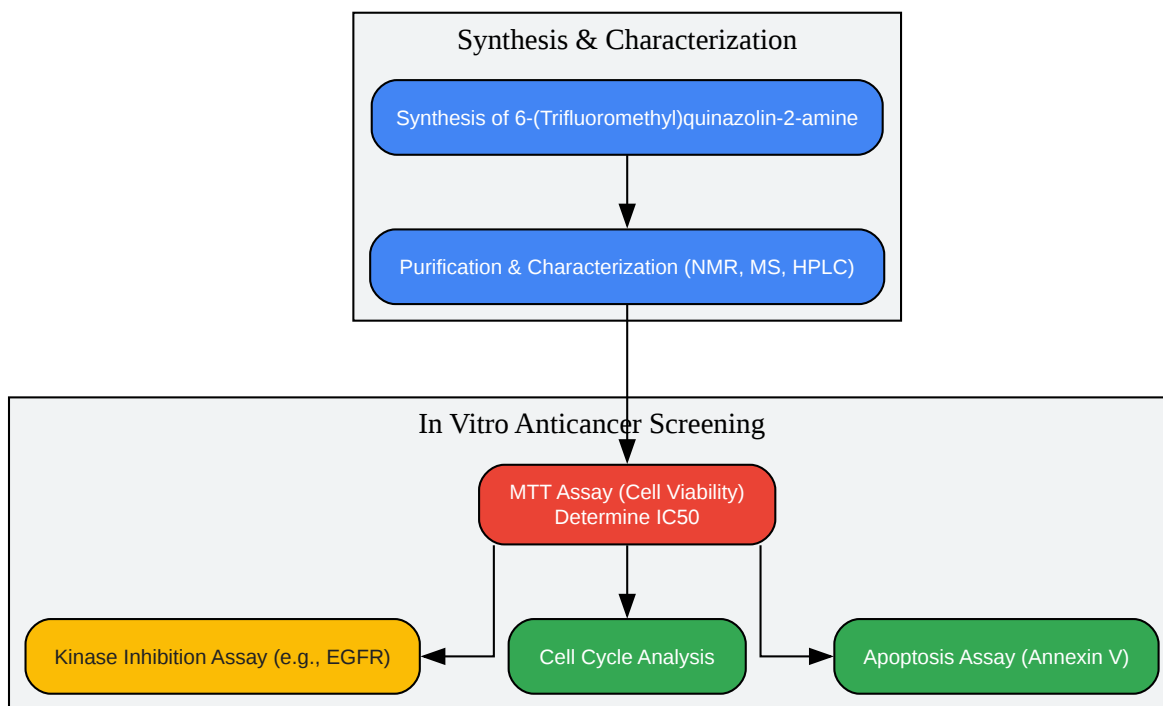 Synthesis & Characterization
Synthesis of 6-(Trifluoromethyl)quinazolin-2-amine
Purification & Characterization (NMR, MS, HPLC)
In Vitro Anticancer Screening
MTT Assay (Cell Viability)
Determine IC50
Kinase Inhibition Assay (e.g., EGFR)
Cell Cycle Analysis
Apoptosis Assay (Annexin V)